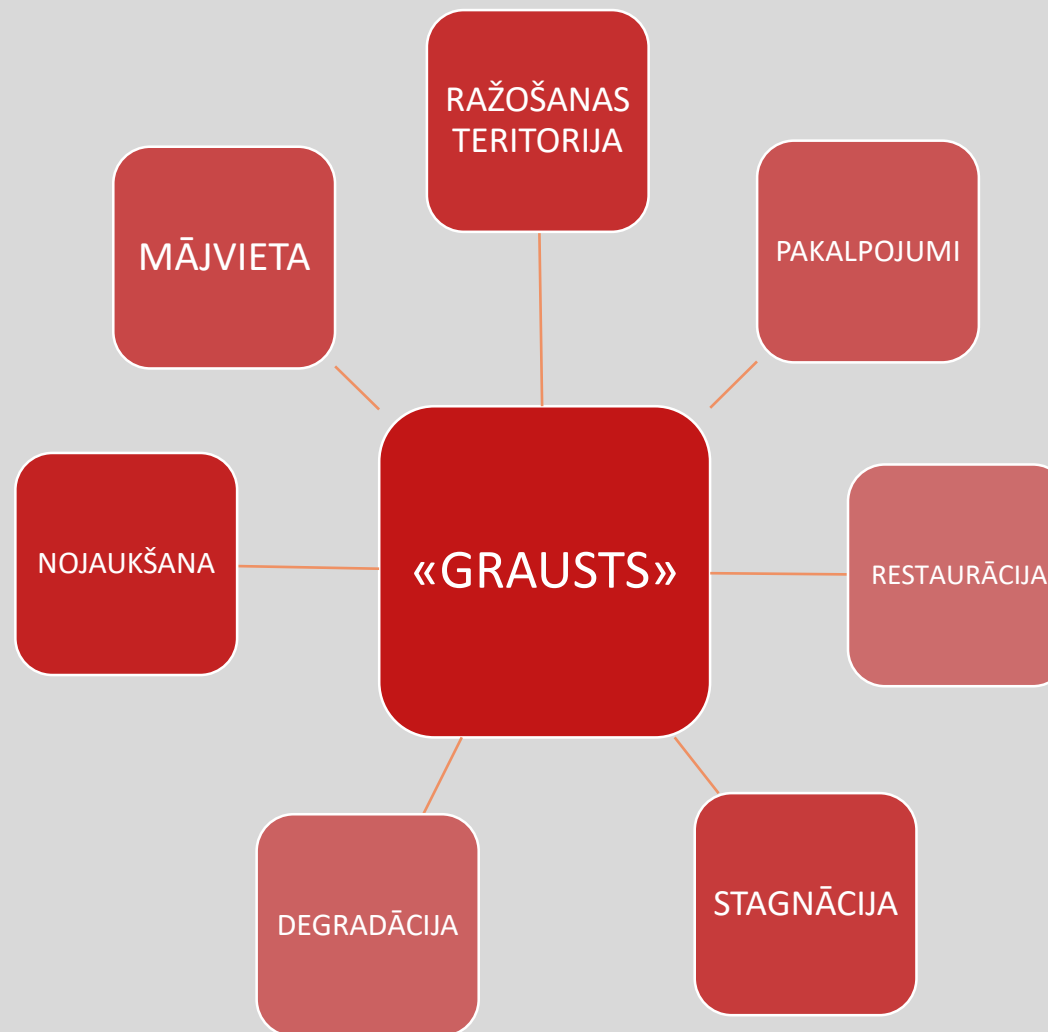 RAŽOŠANAS
TERITORIJA
MĀJVIETA
PAKALPOJUMI
NOJAUKŠANA
«GRAUSTS»
RESTAURĀCIJA
DEGRADĀCIJA
STAGNĀCIJA